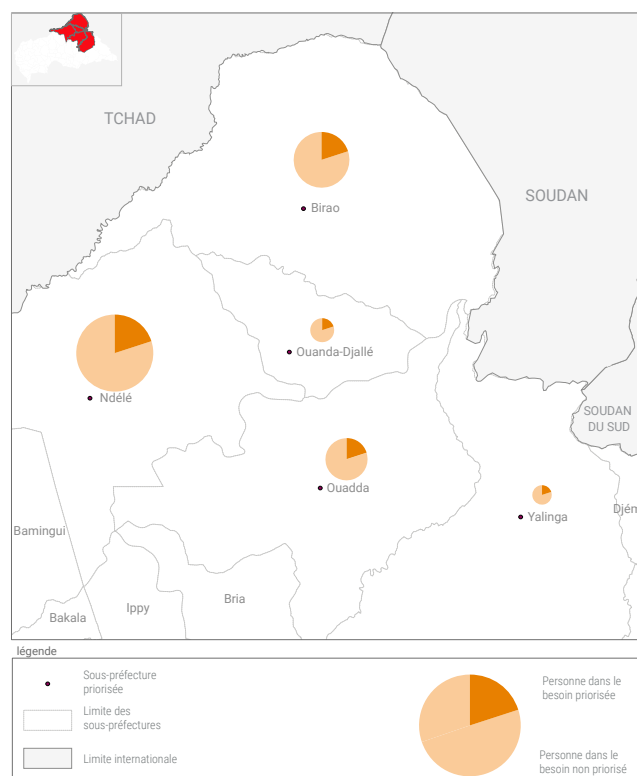 TCHAD
SOUDAN
Birao
Ouanda-Djallé
Ndélé
SOUDAN
DU SUD
Ouadda
Yalinga
Djém
Bamingui
Bria
Ippy
Bakala
légende
Sous-préfecture
priorisée
Limite des
sous-préfectures
Limite internationale
Personne dans le
besoin priorisée
Personne dans le
besoin non priorisé